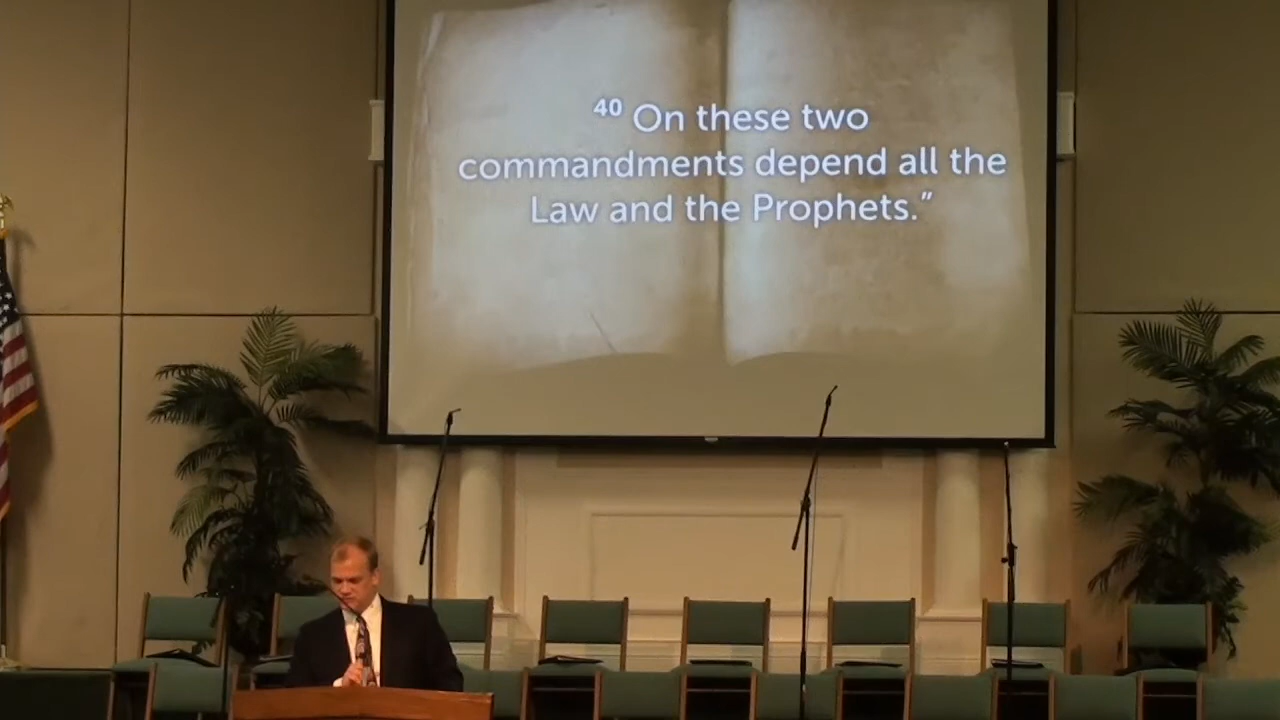 40 On these two
commandments depend all the
Law and the Prophets.”